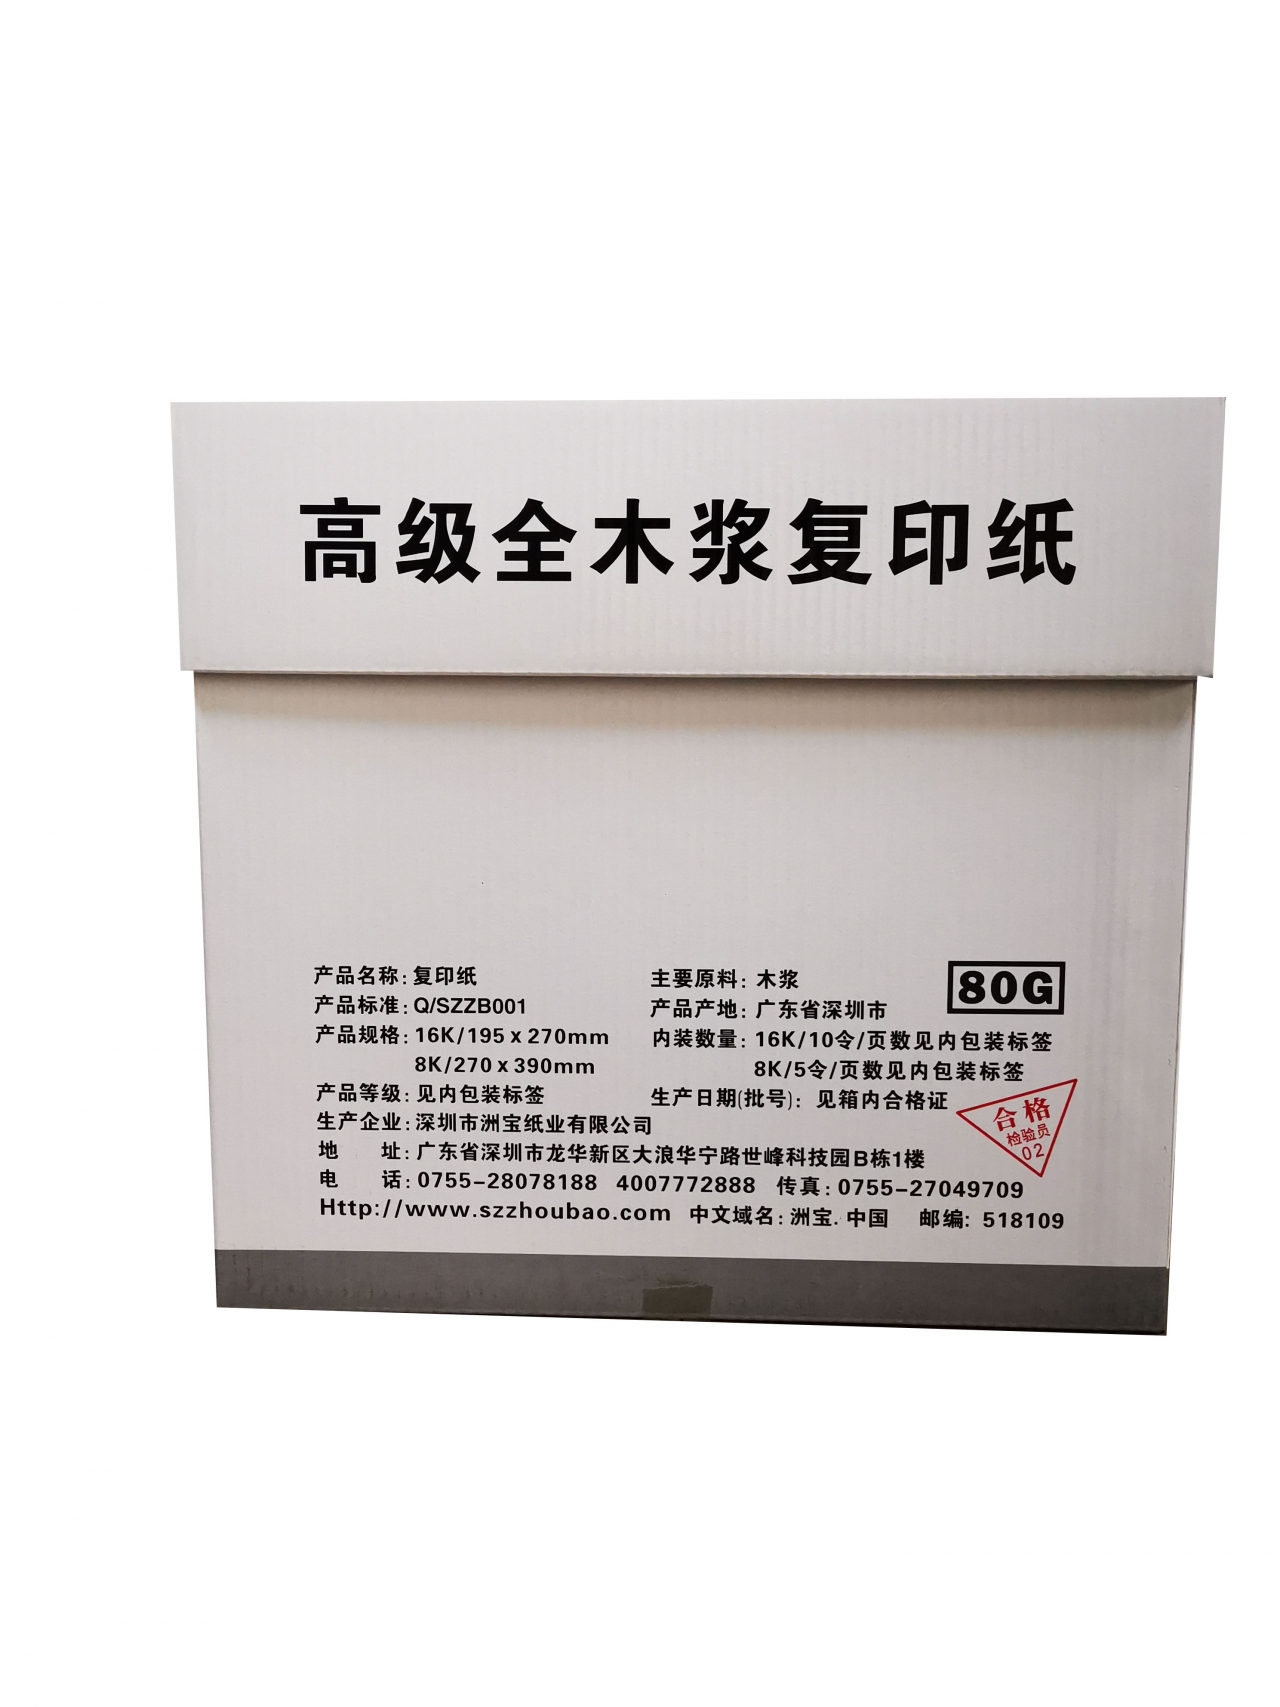 高级全木浆复印纸
80G
产品名称:复印纸 主要原料:木浆
产品标准:Q/SZZB001 产品产地:广东省深圳市
产品规格:16K/195 x 270mm 内装数量:16K/10令/页数见内包装标签
8K/270 x 390mm 8K/5令/页数见内包装标签
产品等级:见内包装标签 生产日期(批号):见箱内合格证
生产企业:深圳市洲宝纸业有限公司
合格
检验员
02
地 址:广东省深圳市龙华新区大浪华宁路世峰科技园B栋1楼
电 话:0755-28078188 4007772888 传真:0755-27049709
Http://www.szzhoubao.com 中文域名:洲宝.中国 邮编:518109